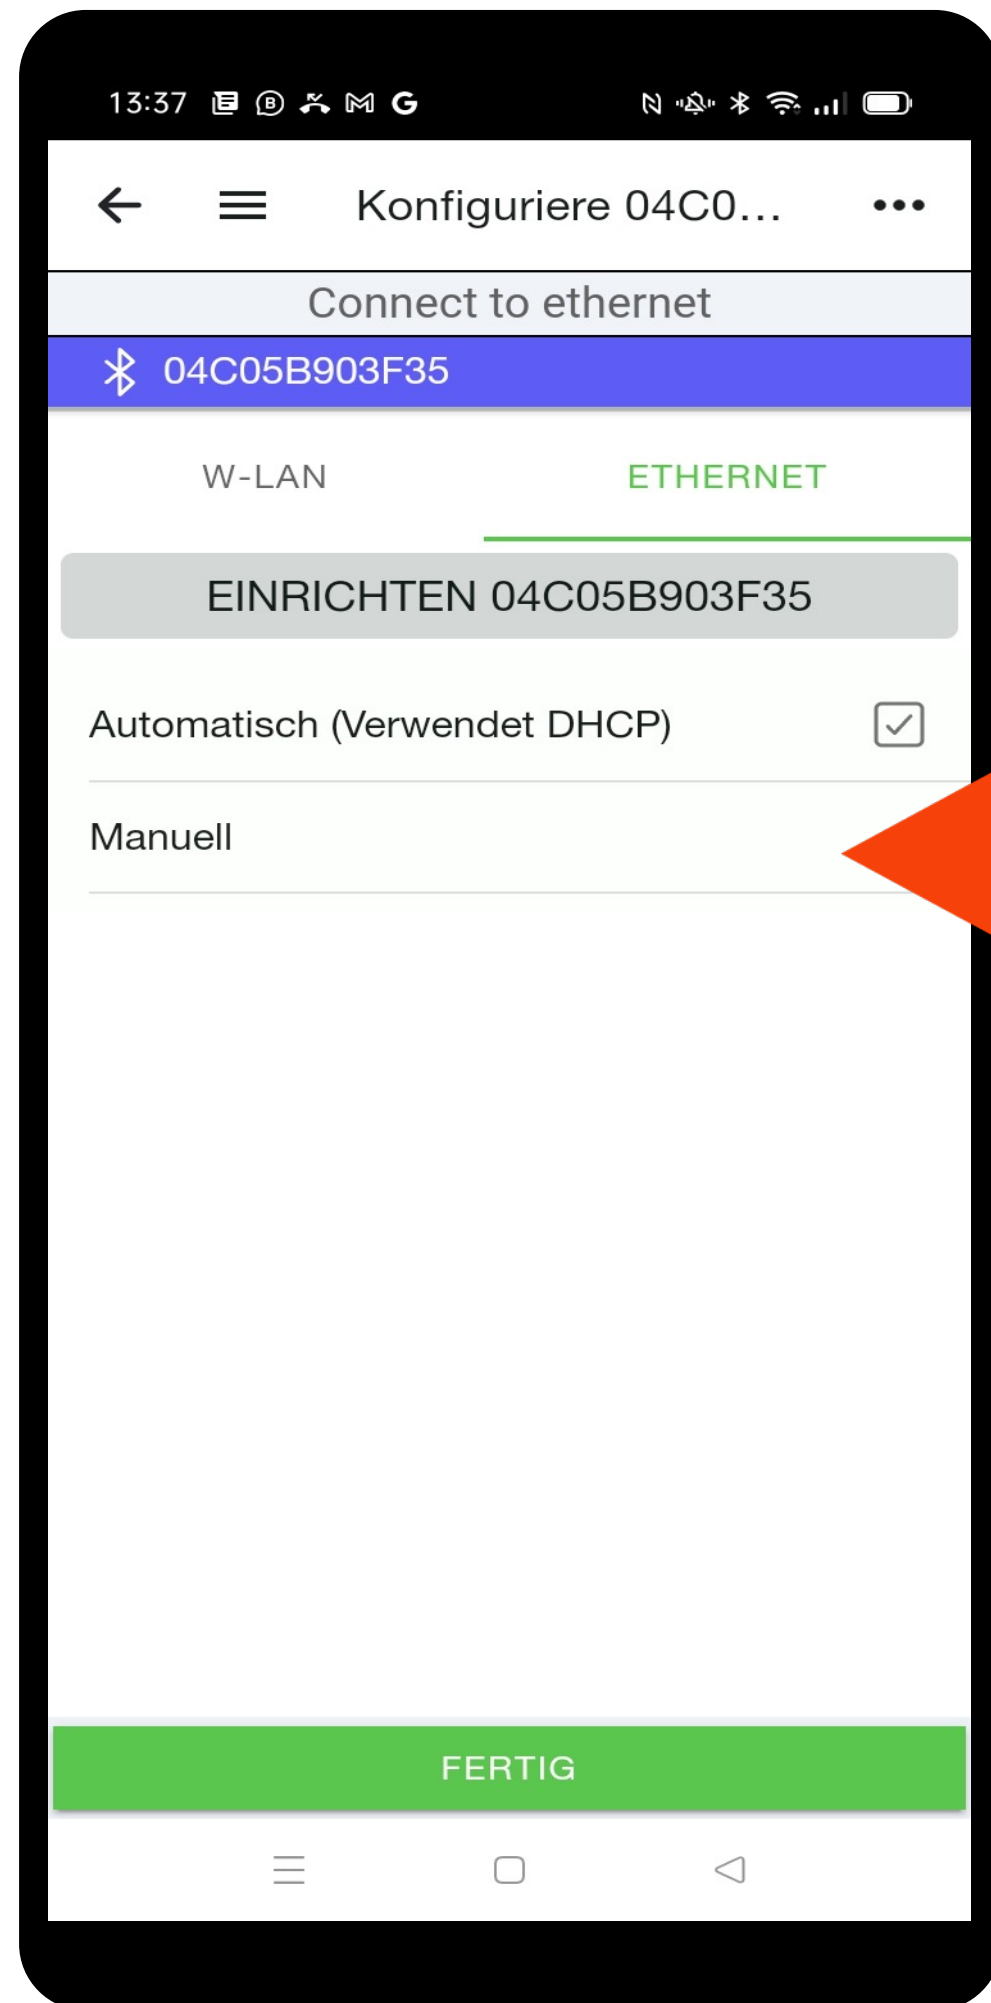 13:37
Konfiguriere 04C0...
Connect to ethernet
04C05B903F35
W-LAN
ETHERNET
EINRICHTEN 04C05B903F35
Automatisch (Verwendet DHCP)
Manuell
FERTIG